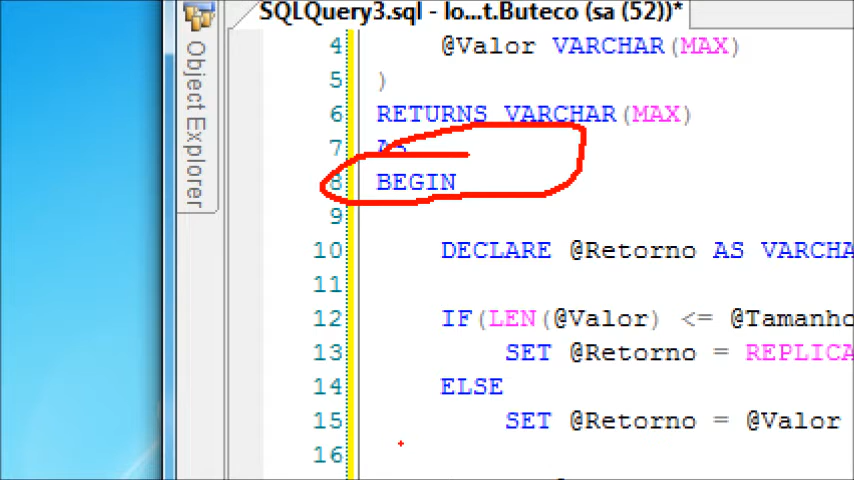 SQLQuery3.sql - lo...t.Buteco (sa (52))*
Object Explorer
4 @Valor VARCHAR(MAX)
5 )
6 RETURNS VARCHAR(MAX)
7 AS
8 BEGIN
9
10 DECLARE @Retorno AS VARCHA
11
12 IF(LEN(@Valor) <= @Tamanho
13 SET @Retorno = REPLICA
14 ELSE
15 SET @Retorno = @Valor
16